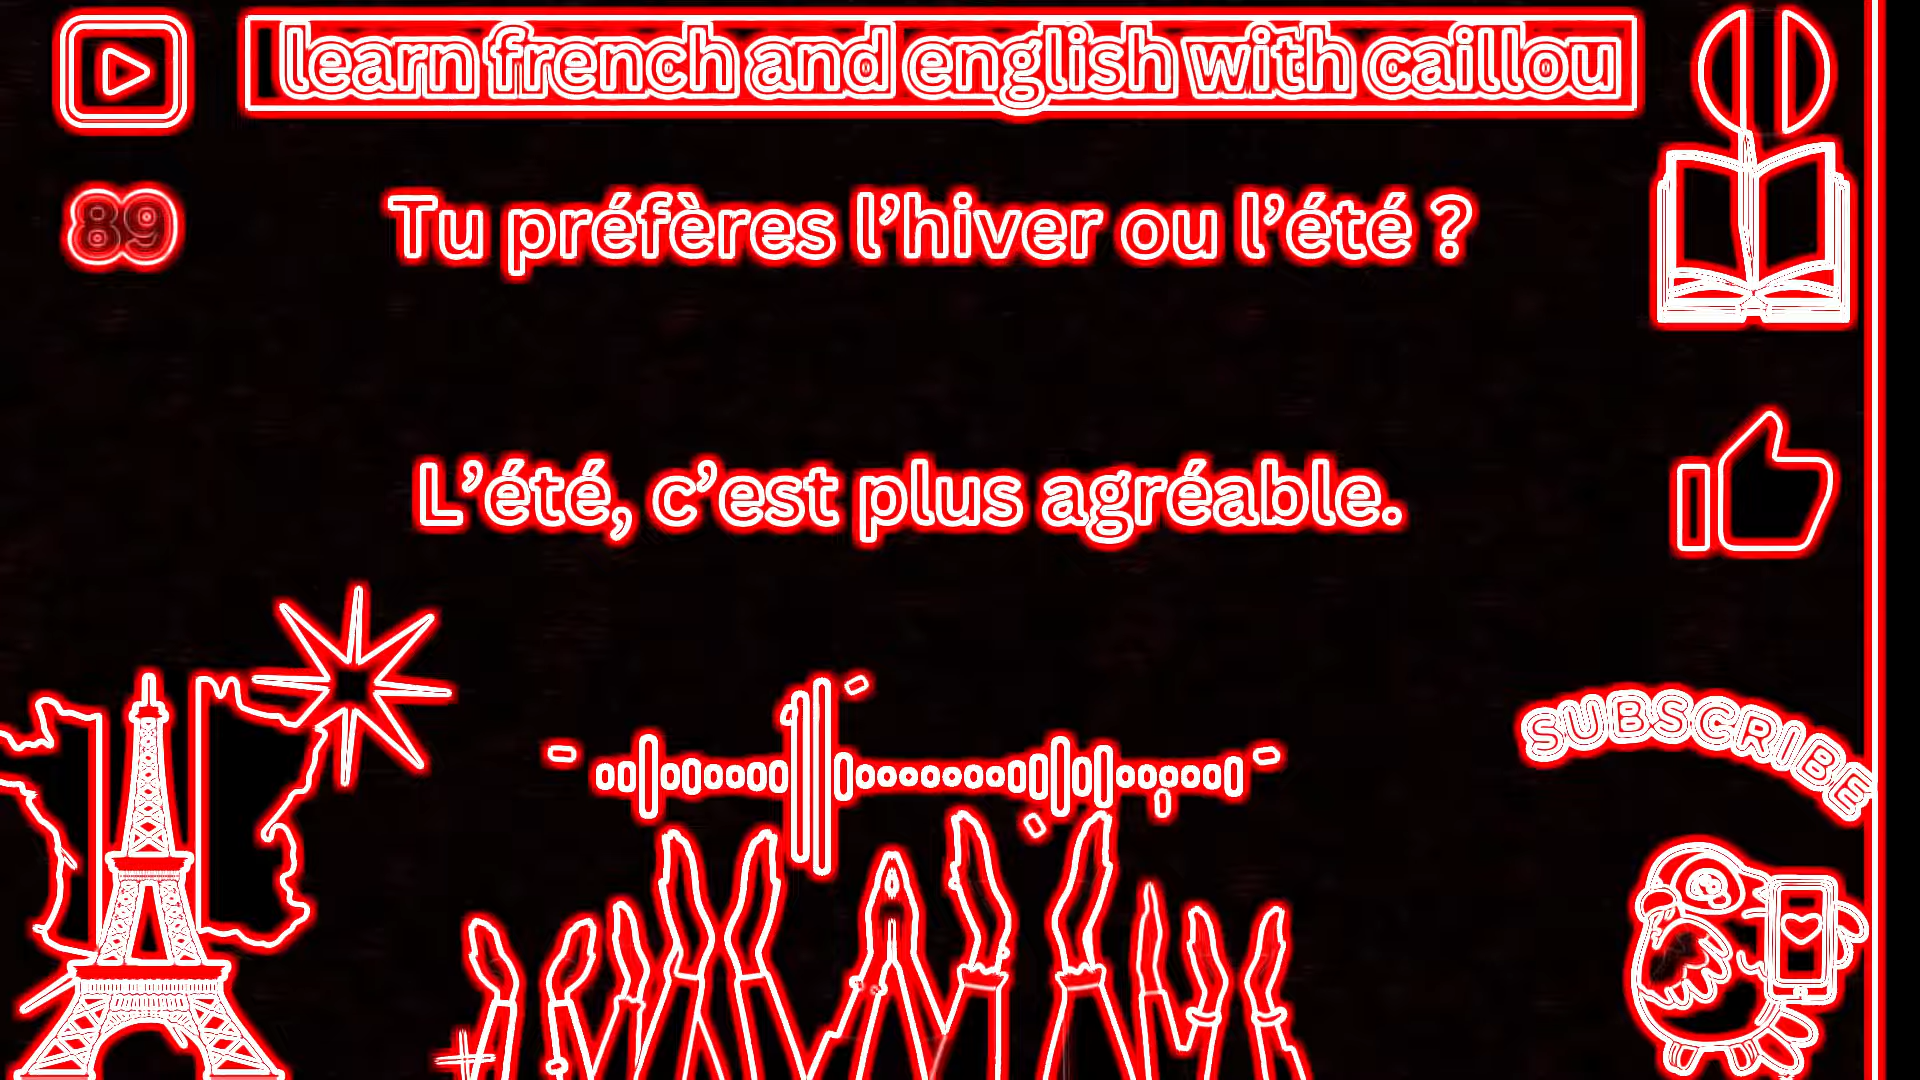 learn french and english with caillou
89
Tu préfères l’hiver ou l’été ?
L’été, c’est plus agréable.
SUBSCRIBE